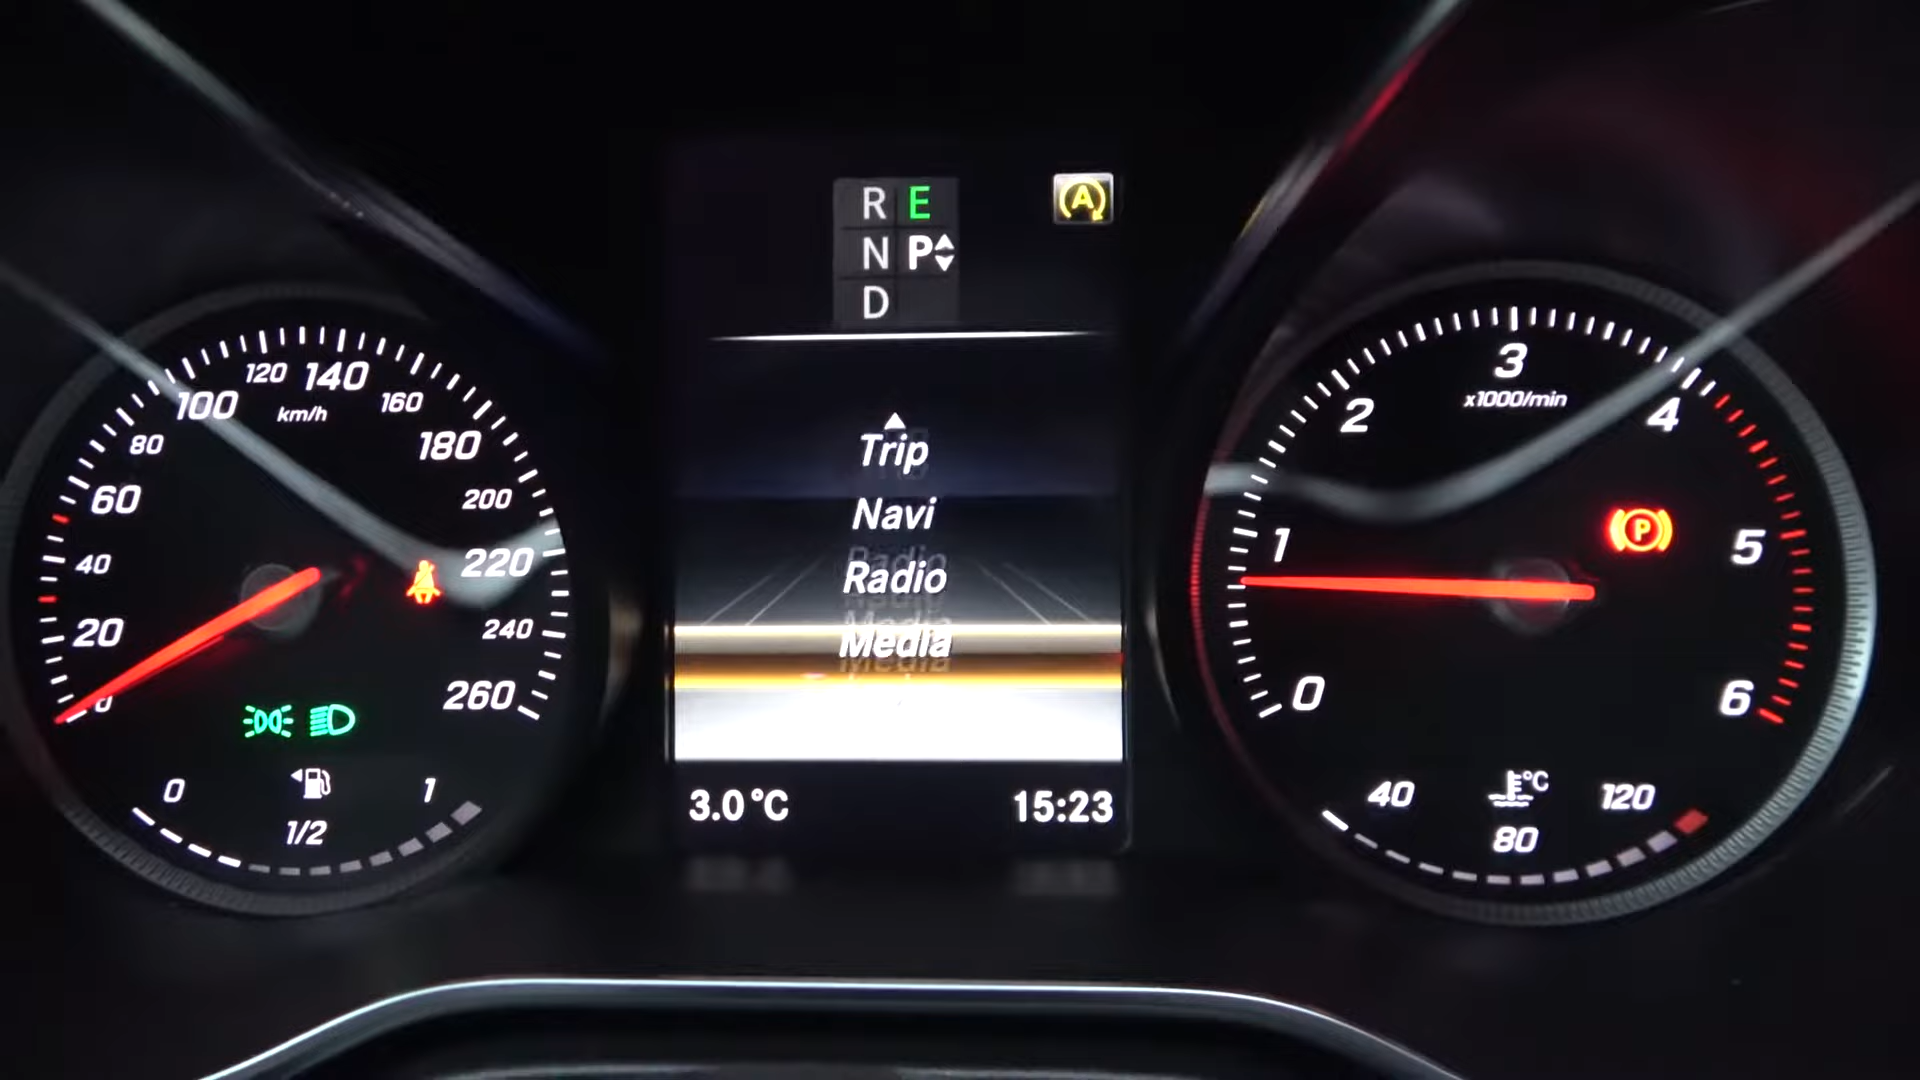 R E
N P
D
A
Trip
Navi
Radio
Media
3.0 °C 15:23
0
20
40
60
80
100
120
140
160
180
200
220
240
260
km/h
0
1/2
1
0
1
2
3
4
5
6
x1000/min
P
40
80
120
°C